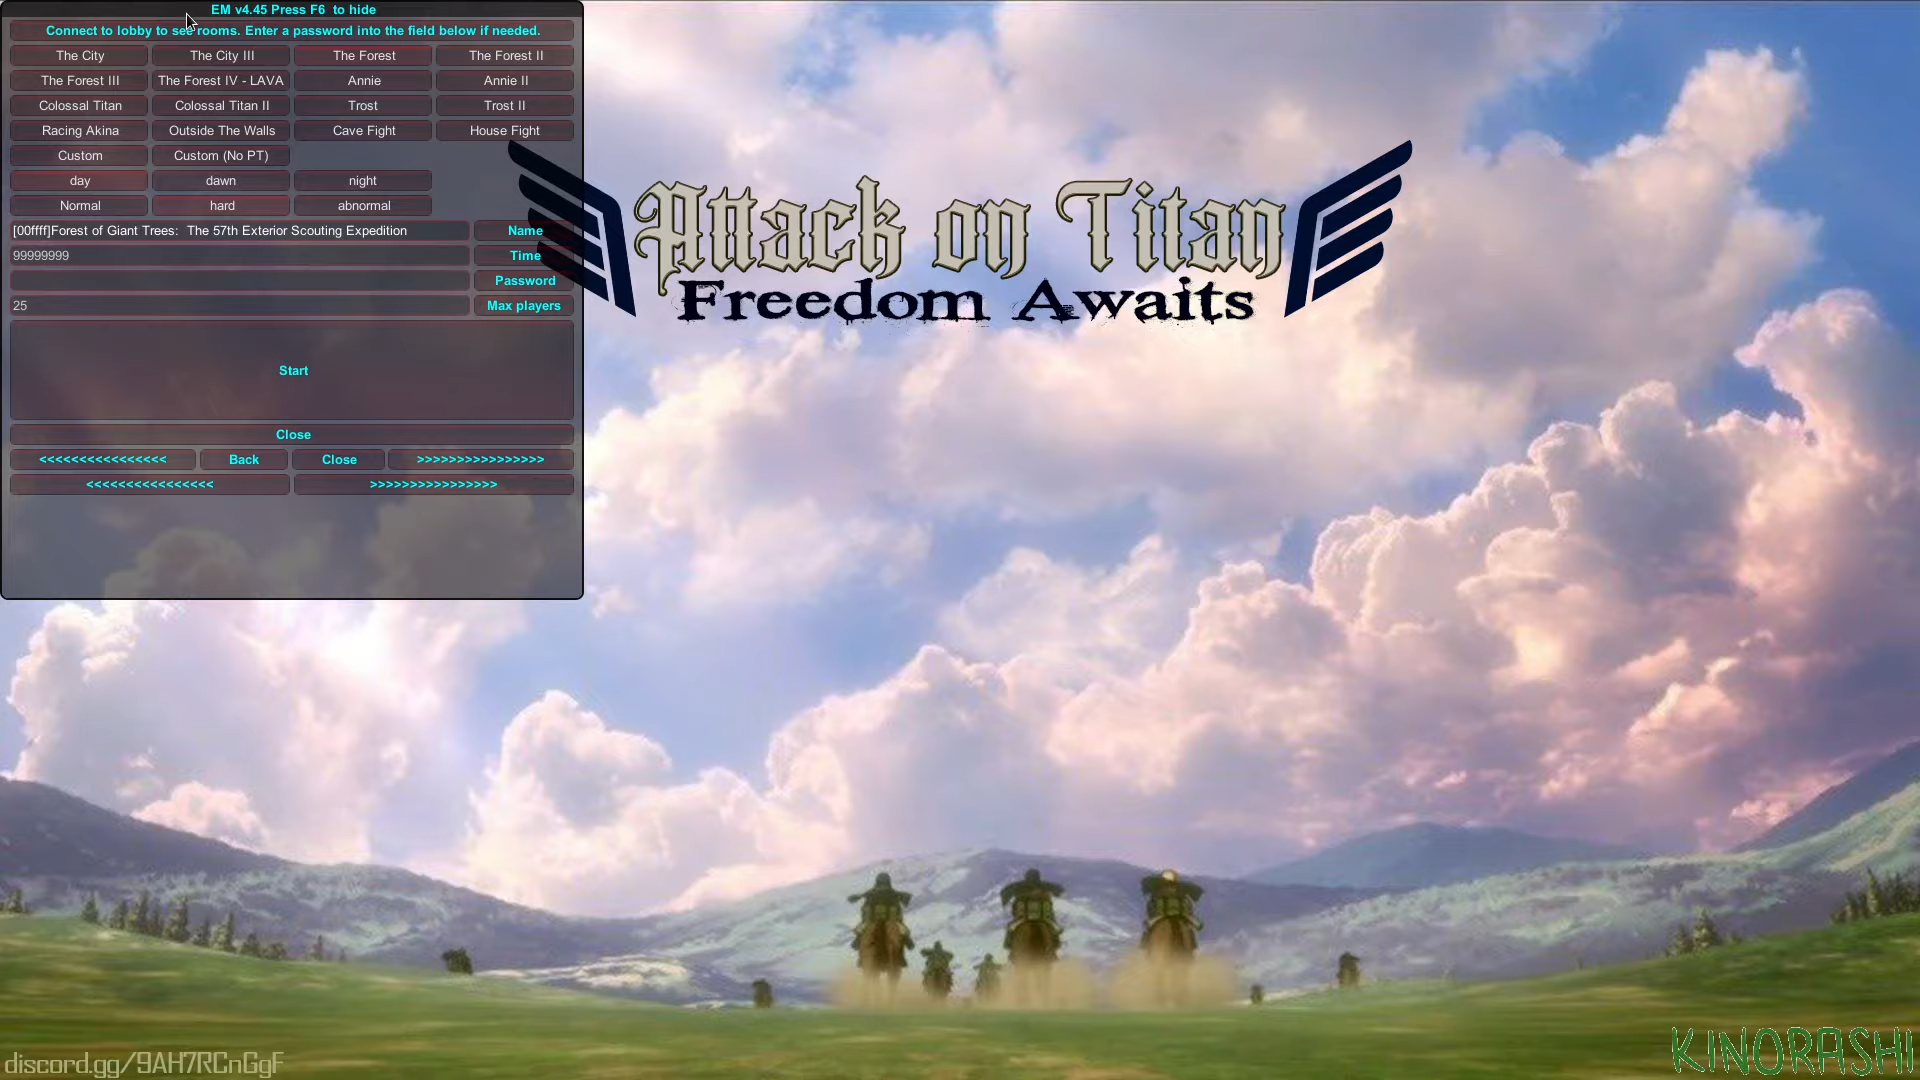 EM v4.45 Press F6 to hide
Connect to lobby to see rooms. Enter a password into the field below if needed.
The City The City III The Forest The Forest II
The Forest III The Forest IV - LAVA Annie Annie II
Colossal Titan Colossal Titan II Trost Trost II
Racing Akina Outside The Walls Cave Fight House Fight
Custom Custom (No PT)
day dawn night
Normal hard abnormal
[00ffff]Forest of Giant Trees: The 57th Exterior Scouting Expedition Name
99999999 Time
Password
25 Max players
Start
Close
<<<<<<<<<<<<<<<< Back Close >>>>>>>>>>>>>>>>
<<<<<<<<<<<<<<<< >>>>>>>>>>>>>>>>
Attack on Titan
Freedom Awaits
discord.gg/9AH7RCnGgF
KINORASHI